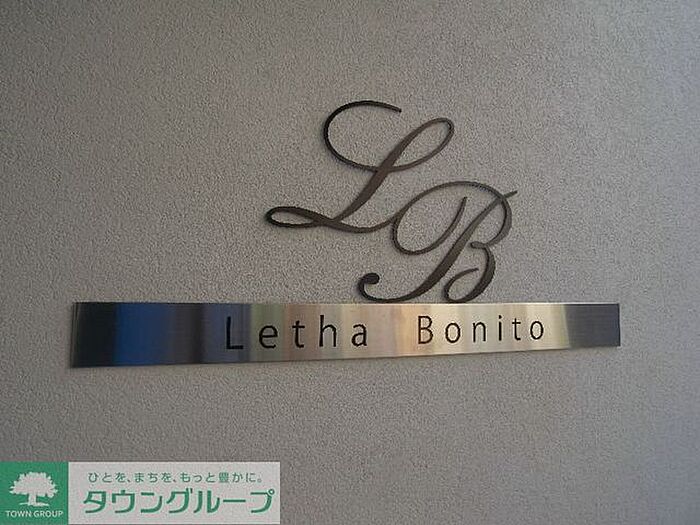 LB
Letha Bonito
ひとを、まちを、もっと豊かに。
タウングループ
TOWN GROUP